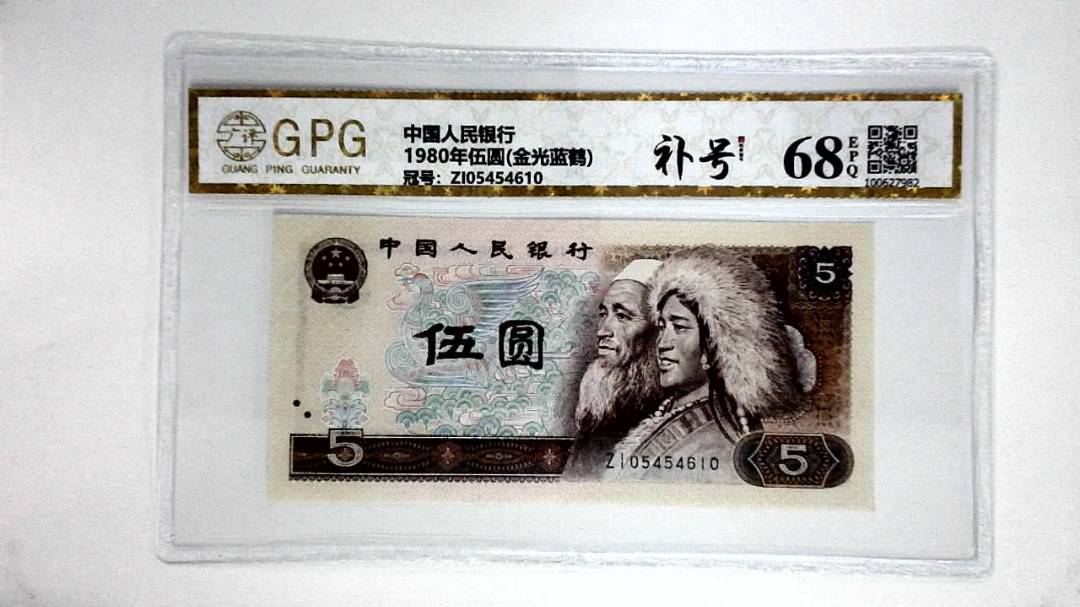 GPG
GUANG PING GUARANTY
中国人民银行
1980年伍圆(金光蓝鹤)
冠号: ZI05454610
补号
68 EPQ
100627982
中国人民银行
5
伍圆
5
ZI05454610
5